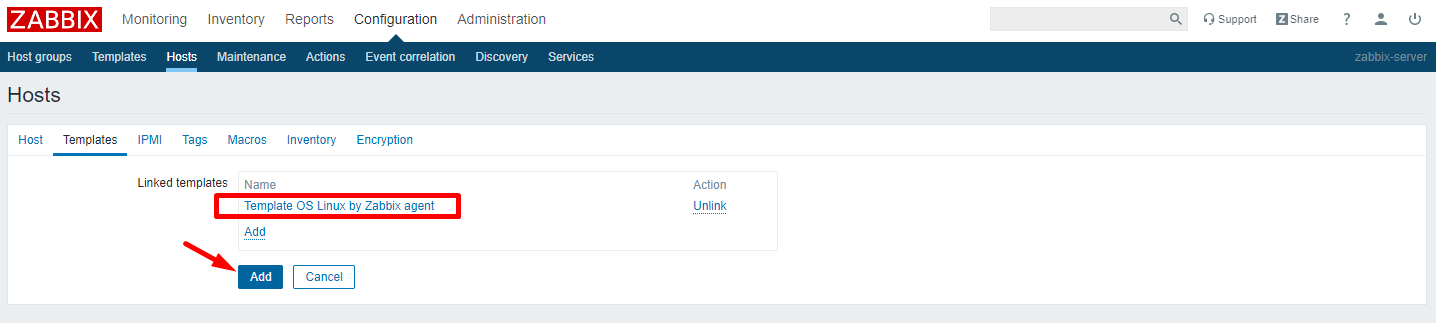 ZABBIX Monitoring Inventory Reports Configuration Administration Z Support Z Share ?
Host groups Templates Hosts Maintenance Actions Event correlation Discovery Services zabbix-server
Hosts
Host Templates IPMI Tags Macros Inventory Encryption
Linked templates Name Action
Template OS Linux by Zabbix agent Unlink
Add
Add Cancel